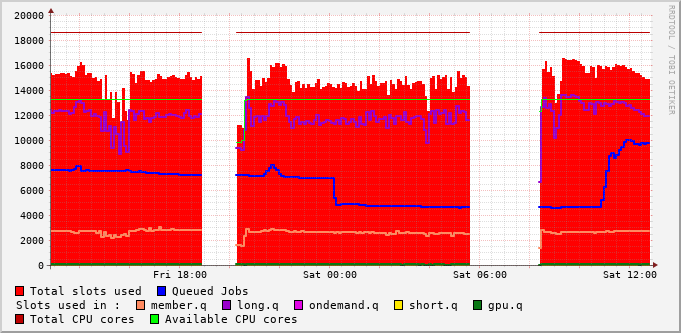 20000
18000
16000
14000
12000
10000
8000
6000
4000
2000
0
Fri 18:00 Sat 00:00 Sat 06:00 Sat 12:00
Total slots used Queued Jobs
Slots used in : member.q long.q ondemand.q short.q gpu.q
Total CPU cores Available CPU cores
RRDTOOL / TOBI OETIKER